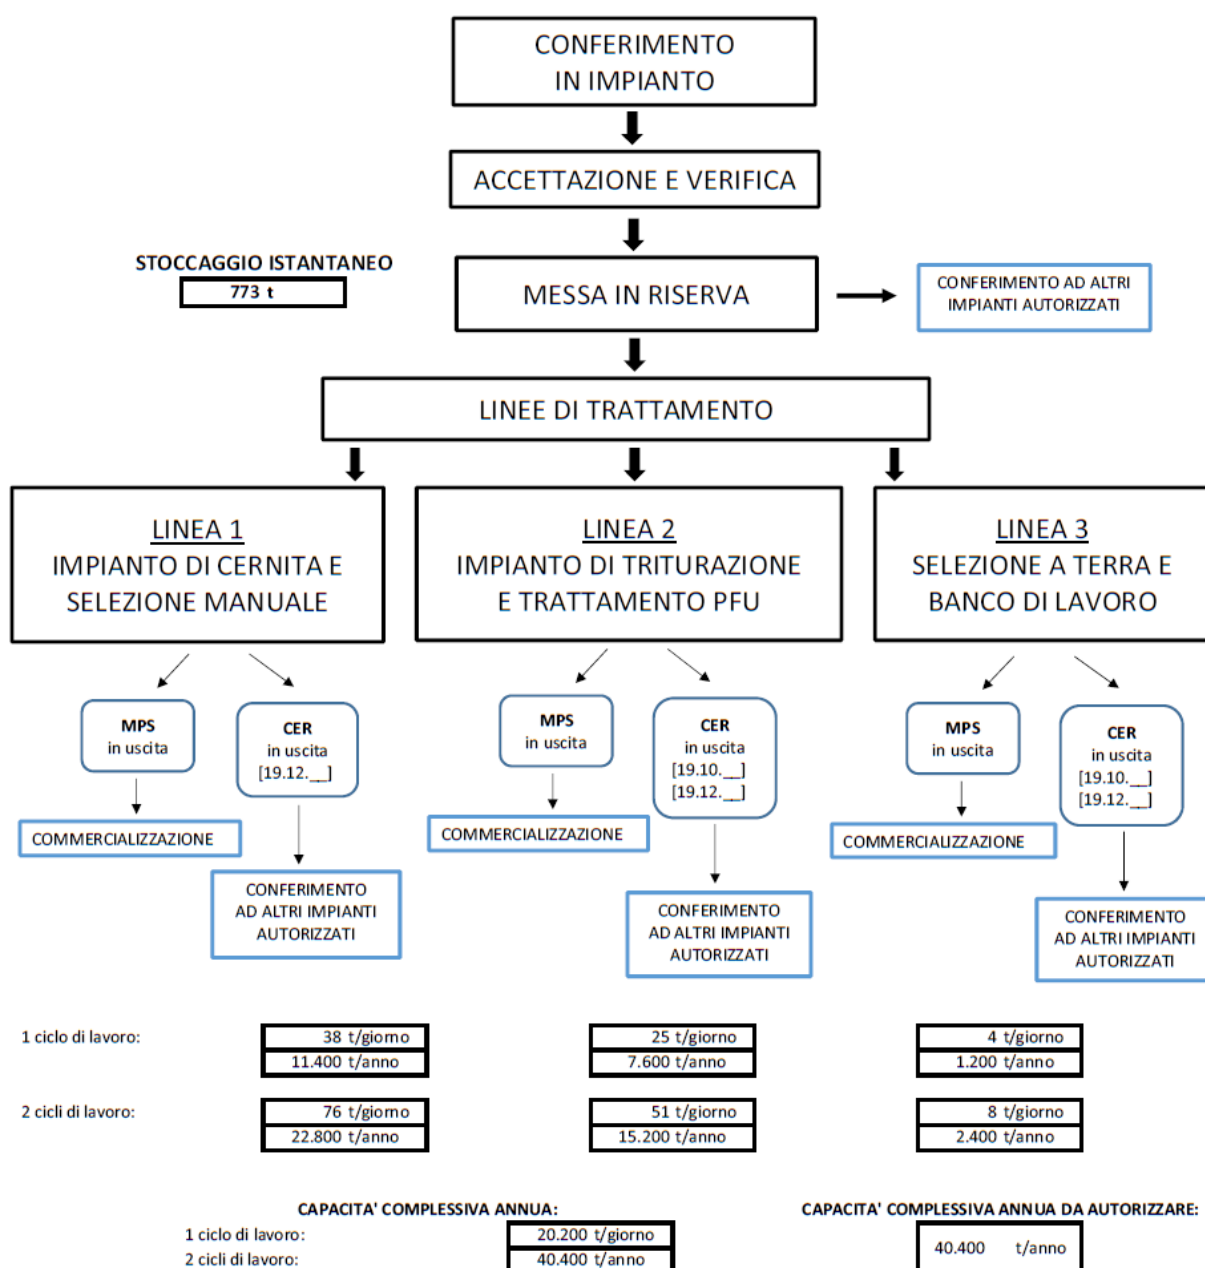 CONFERIMENTO
IN IMPIANTO
ACCETTAZIONE E VERIFICA
STOCCAGGIO ISTANTANEO
773 t
MESSA IN RISERVA
CONFERIMENTO AD ALTRI
IMPIANTI AUTORIZZATI
LINEE DI TRATTAMENTO
LINEA 1
IMPIANTO DI CERNITA E
SELEZIONE MANUALE
LINEA 2
IMPIANTO DI TRITURAZIONE
E TRATTAMENTO PFU
LINEA 3
SELEZIONE A TERRA E
BANCO DI LAVORO
MPS
in uscita
CER
in uscita
[19.12.__]
MPS
in uscita
CER
in uscita
[19.10.__]
[19.12.__]
MPS
in uscita
CER
in uscita
[19.10.__]
[19.12.__]
COMMERCIALIZZAZIONE
CONFERIMENTO
AD ALTRI IMPIANTI
AUTORIZZATI
COMMERCIALIZZAZIONE
CONFERIMENTO
AD ALTRI IMPIANTI
AUTORIZZATI
COMMERCIALIZZAZIONE
CONFERIMENTO
AD ALTRI IMPIANTI
AUTORIZZATI
1 ciclo di lavoro:
38 t/giorno
11.400 t/anno
25 t/giorno
7.600 t/anno
4 t/giorno
1.200 t/anno
2 cicli di lavoro:
76 t/giorno
22.800 t/anno
51 t/giorno
15.200 t/anno
8 t/giorno
2.400 t/anno
CAPACITA' COMPLESSIVA ANNUA:
1 ciclo di lavoro: 20.200 t/giorno
2 cicli di lavoro: 40.400 t/anno
CAPACITA' COMPLESSIVA ANNUA DA AUTORIZZARE:
40.400 t/anno